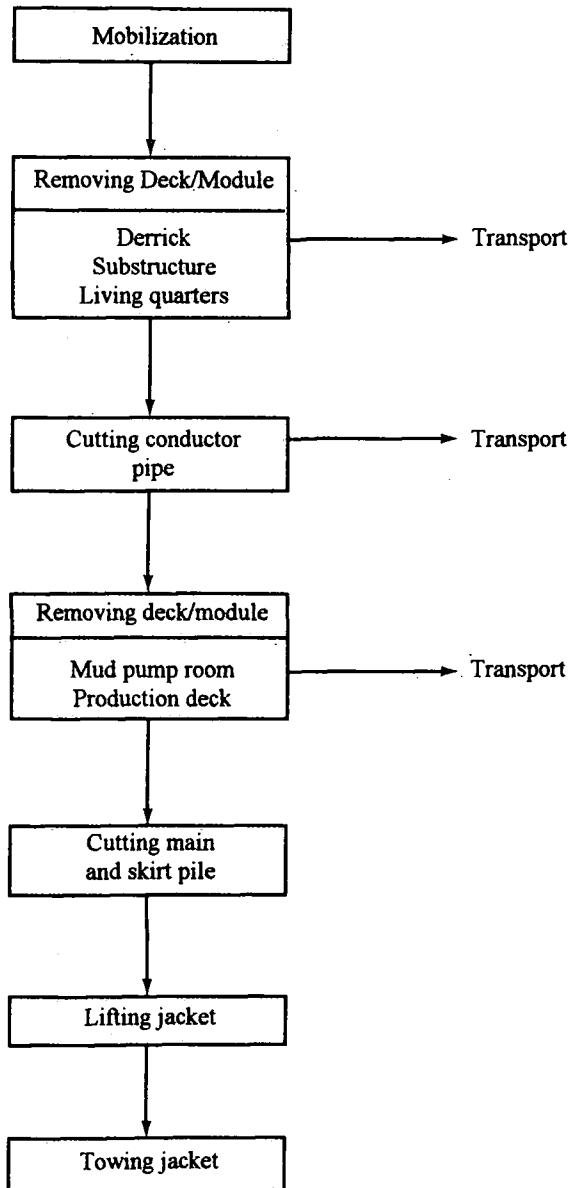 Mobilization
Removing Deck/Module
Derrick
Substructure
Living quarters
Transport
Cutting conductor
pipe
Transport
Removing deck/module
Mud pump room
Production deck
Transport
Cutting main
and skirt pile
Lifting jacket
Towing jacket